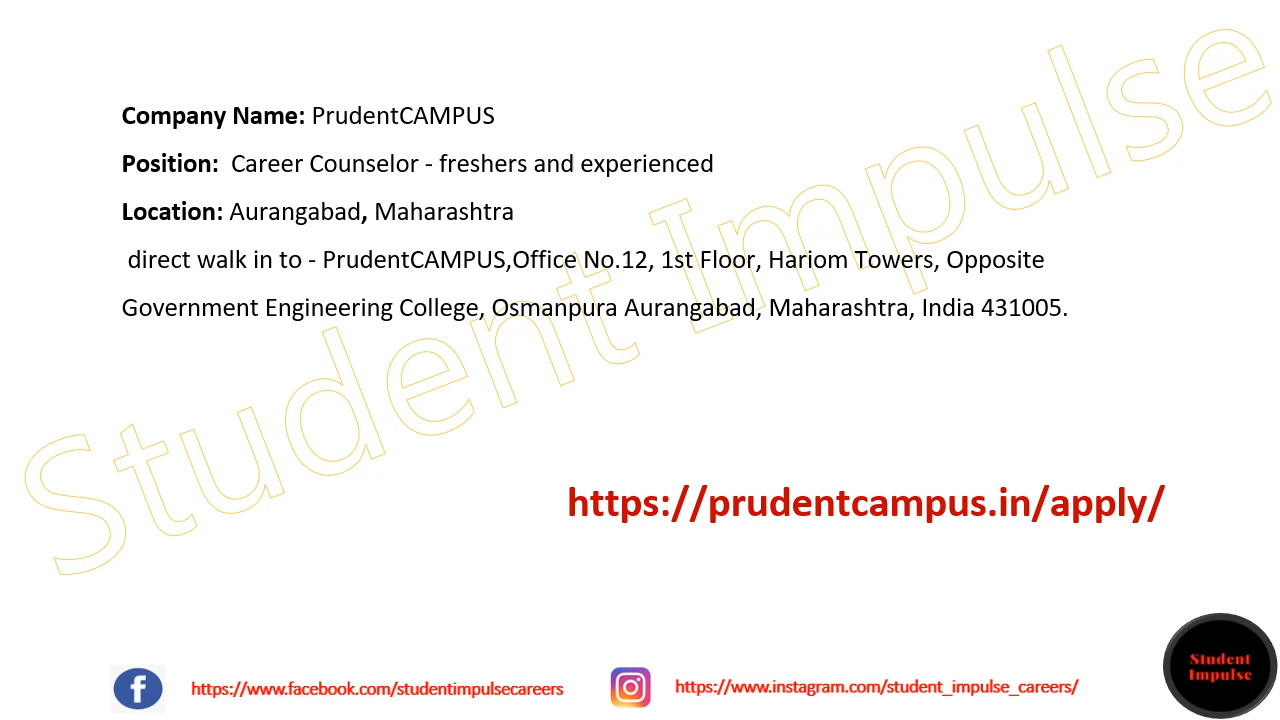 Company Name: PrudentCAMPUS
Position:  Career Counselor - freshers and experienced
Location: Aurangabad, Maharashtra
direct walk in to - PrudentCAMPUS,Office No.12, 1st Floor, Hariom Towers, Opposite
Government Engineering College, Osmanpura Aurangabad, Maharashtra, India 431005.
Student Impulse
https://prudentcampus.in/apply/
https://www.facebook.com/studentimpulsecareers
https://www.instagram.com/student_impulse_careers/
Student
Impulse